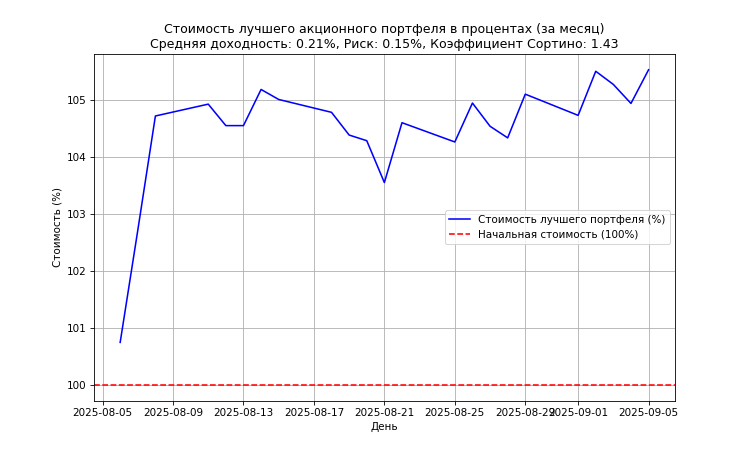 Стоимость лучшего акционного портфеля в процентах (за месяц)
Средняя доходность: 0.21%, Риск: 0.15%, Коэффициент Сортино: 1.43
Стоимость (%)
105
104
103
102
101
100
Стоимость лучшего портфеля (%)
Начальная стоимость (100%)
2025-08-05 2025-08-09 2025-08-13 2025-08-17 2025-08-21 2025-08-25 2025-08-29 2025-09-01 2025-09-05
День